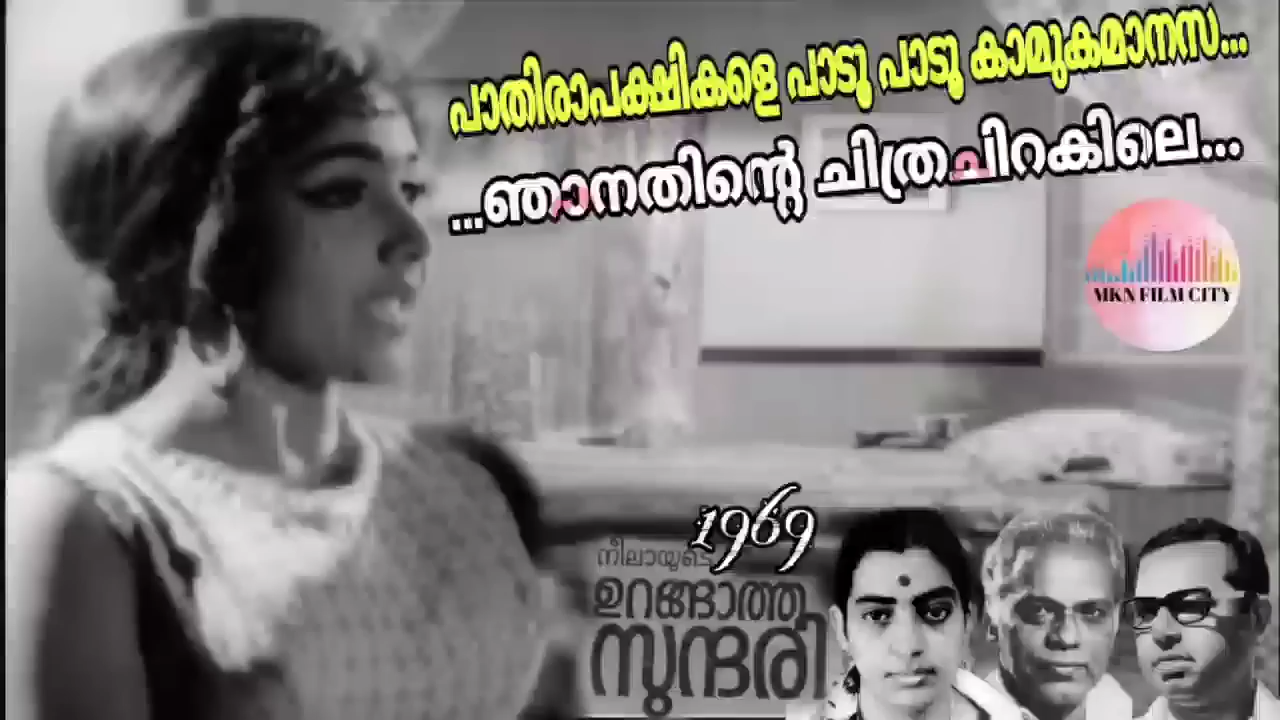 പാതിരാപക്ഷികളെ പാടൂ പാടൂ കാമുകമാനസ...
...ഞാനതിന്റെ ചിത്രചിറകിലെ...
MKN FILM CITY
1969
നീലായുടെ
ഉറങ്ങോത്ത
സുന്ദരി